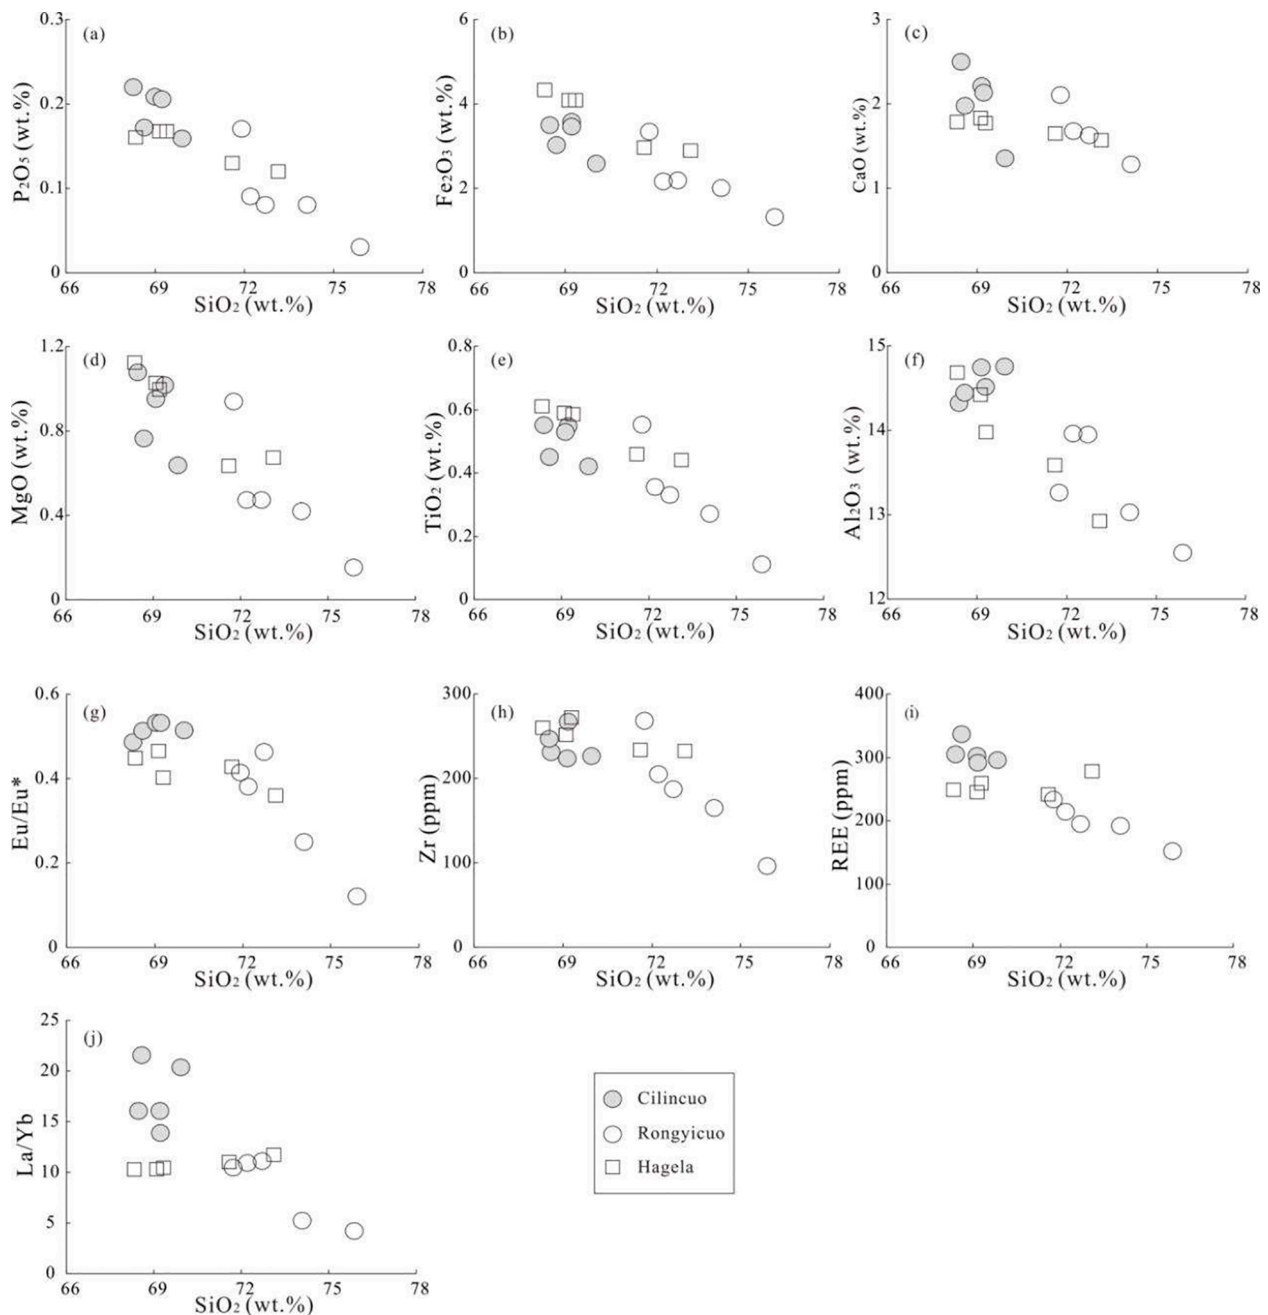 (a)
0.3
0.2
0.1
0
P₂O₅ (wt.%)
66 69 72 75 78
SiO₂ (wt.%)
(b)
6
4
2
0
Fe₂O₃ (wt.%)
66 69 72 75 78
SiO₂ (wt.%)
(c)
3
2
1
0
CaO (wt.%)
66 69 72 75 78
SiO₂ (wt.%)
(d)
1.2
0.8
0.4
0
MgO (wt.%)
66 69 72 75 78
SiO₂ (wt.%)
(e)
0.8
0.6
0.4
0.2
0
TiO₂ (wt.%)
66 69 72 75 78
SiO₂ (wt.%)
(f)
15
14
13
12
Al₂O₃ (wt.%)
66 69 72 75 78
SiO₂ (wt.%)
(g)
0.6
0.4
0.2
0
Eu/Eu*
66 69 72 75 78
SiO₂ (wt.%)
(h)
300
200
100
0
Zr (ppm)
66 69 72 75 78
SiO₂ (wt.%)
(i)
400
300
200
100
0
REE (ppm)
66 69 72 75 78
SiO₂ (wt.%)
(j)
25
20
15
10
5
0
La/Yb
66 69 72 75 78
SiO₂ (wt.%)
Cilincuo
Rongyicuo
Hagela